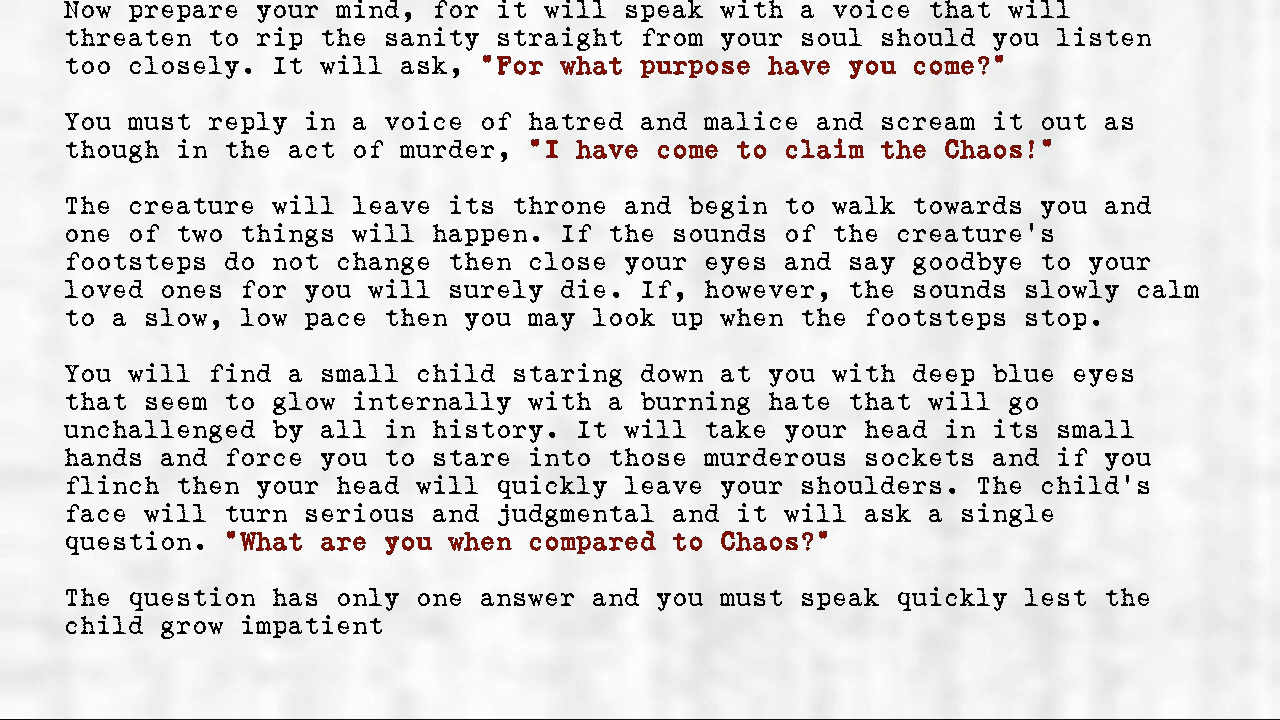 Now prepare your mind, for it will speak with a voice that will
threaten to rip the sanity straight from your soul should you listen
too closely. It will ask, "For what purpose have you come?"
You must reply in a voice of hatred and malice and scream it out as
though in the act of murder, "I have come to claim the Chaos!"
The creature will leave its throne and begin to walk towards you and
one of two things will happen. If the sounds of the creature's
footsteps do not change then close your eyes and say goodbye to your
loved ones for you will surely die. If, however, the sounds slowly calm
to a slow, low pace then you may look up when the footsteps stop.
You will find a small child staring down at you with deep blue eyes
that seem to glow internally with a burning hate that will go
unchallenged by all in history. It will take your head in its small
hands and force you to stare into those murderous sockets and if you
flinch then your head will quickly leave your shoulders. The child's
face will turn serious and judgmental and it will ask a single
question. "What are you when compared to Chaos?"
The question has only one answer and you must speak quickly lest the
child grow impatient